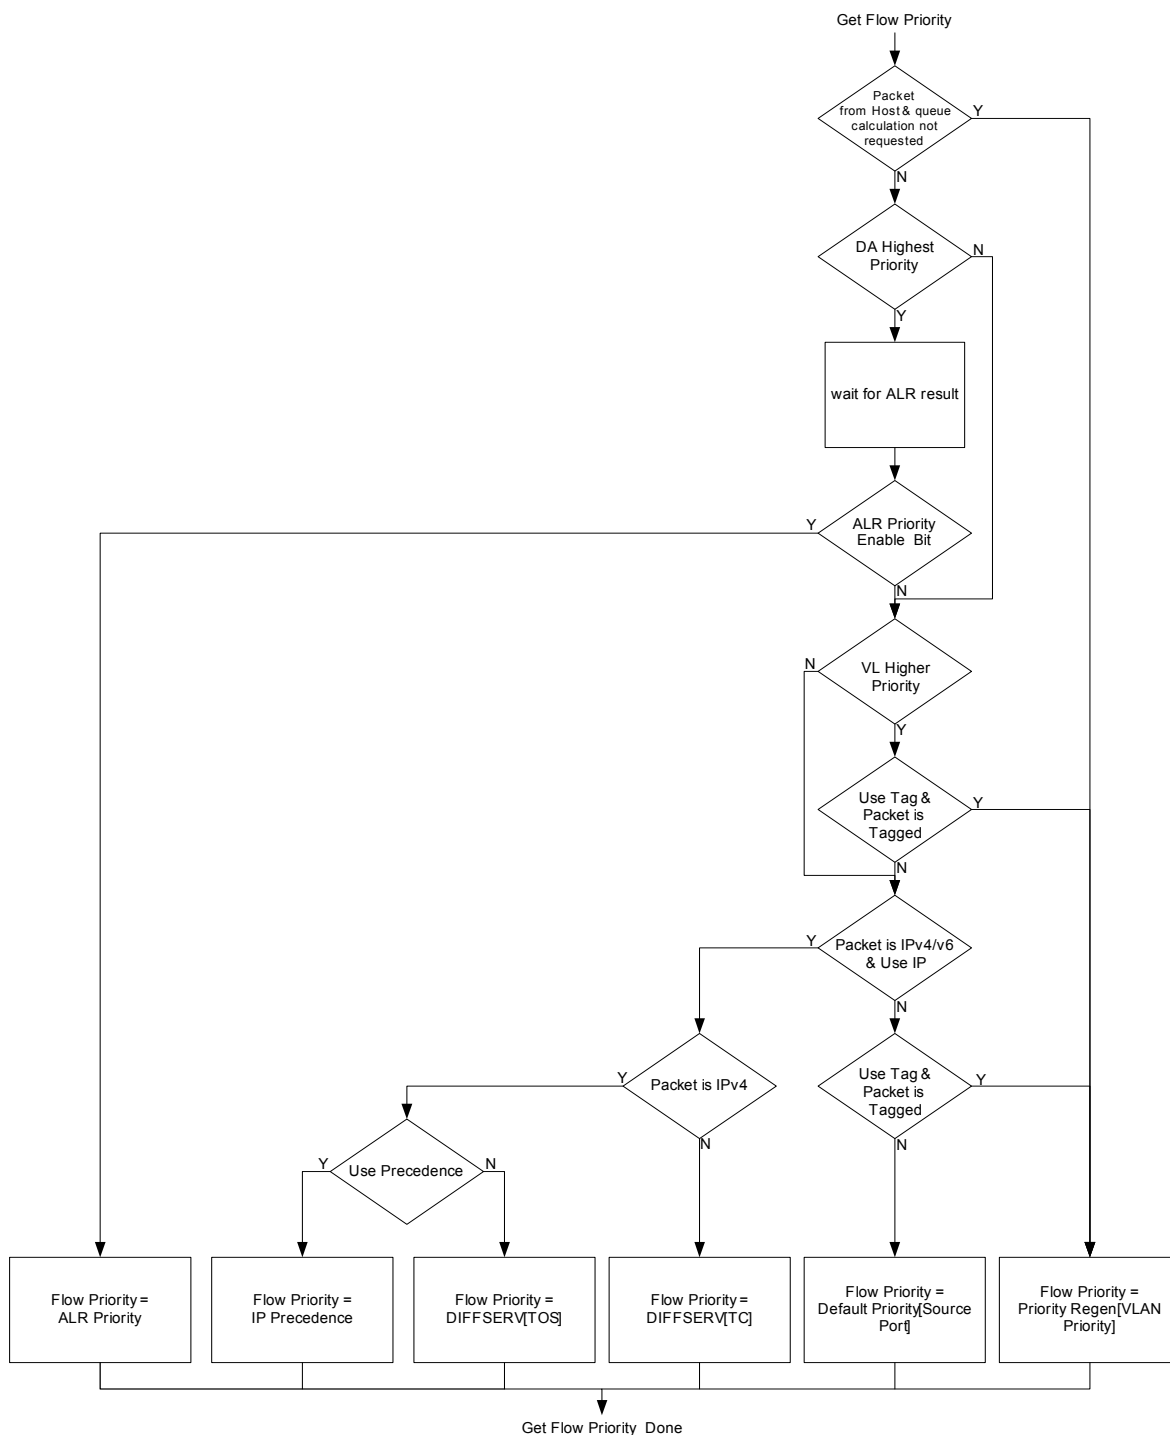 Get Flow Priority
Packet
from Host & queue
calculation not
requested
Y
N
DA Highest
Priority
N
Y
wait for ALR result
ALR Priority
Enable Bit
Y
N
VL Higher
Priority
N
Y
Use Tag &
Packet is
Tagged
Y
N
Packet is IPv4/v6
& Use IP
Y
N
Packet is IPv4
Y
N
Use Tag &
Packet is
Tagged
Y
N
Use Precedence
Y
N
Flow Priority =
ALR Priority
Flow Priority =
IP Precedence
Flow Priority =
DIFFSERV[TOS]
Flow Priority =
DIFFSERV[TC]
Flow Priority =
Default Priority[Source
Port]
Flow Priority =
Priority Regen[VLAN
Priority]
Get Flow Priority Done